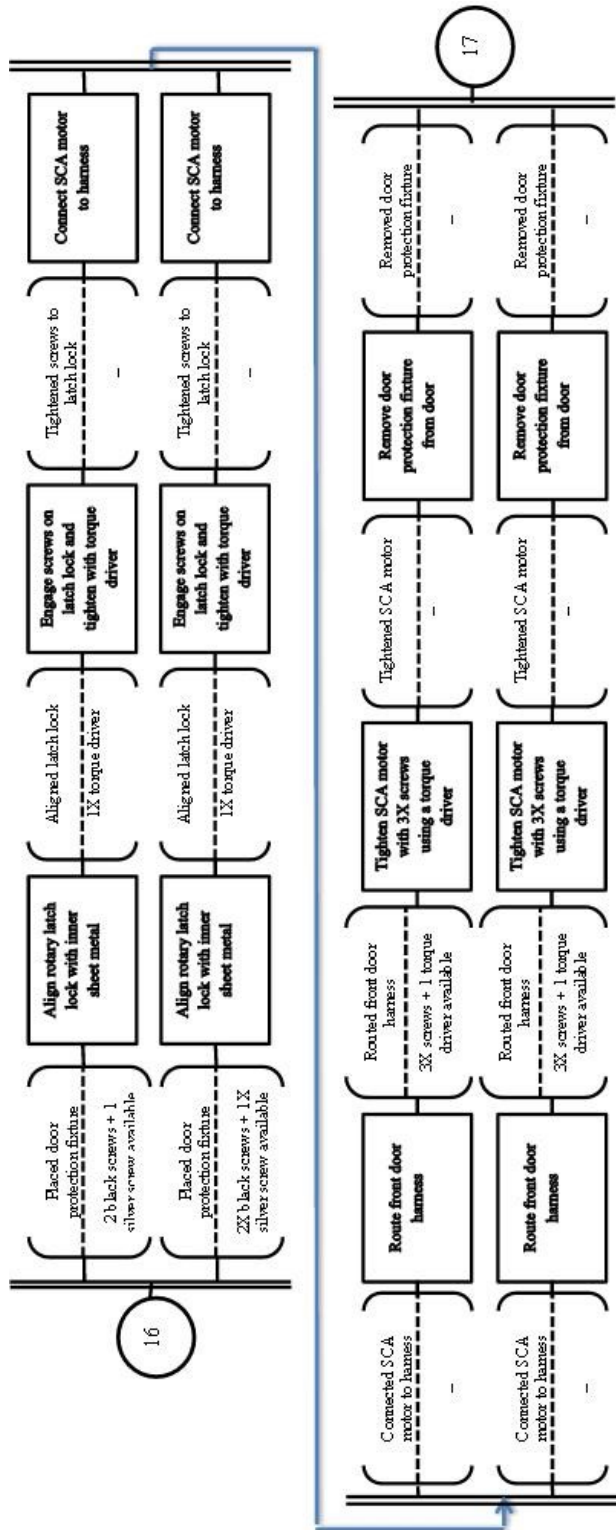 16
Placed door
protection fixture
2 black screws + 1
silver screw available
Align rotary latch
lock with inner
sheet metal
Aligned latch lock
1X torque driver
Engage screws on
latch lock and
tighten with torque
driver
Tightened screws to
latch lock
–
Connect SCA motor
to harness
Placed door
protection fixture
2X black screws + 1X
silver screw available
Align rotary latch
lock with inner
sheet metal
Aligned latch lock
1X torque driver
Engage screws on
latch lock and
tighten with torque
driver
Tightened screws to
latch lock
–
Connect SCA motor
to harness
Connected SCA
motor to harness
–
Route front door
harness
Routed front door
harness
3X screws + 1 torque
driver available
Tighten SCA motor
with 3X screws
using a torque
driver
Tightened SCA motor
–
Remove door
protection fixture
from door
Removed door
protection fixture
–
Connected SCA
motor to harness
–
Route front door
harness
Routed front door
harness
3X screws + 1 torque
driver available
Tighten SCA motor
with 3X screws
using a torque
driver
Tightened SCA motor
–
Remove door
protection fixture
from door
Removed door
protection fixture
–
17